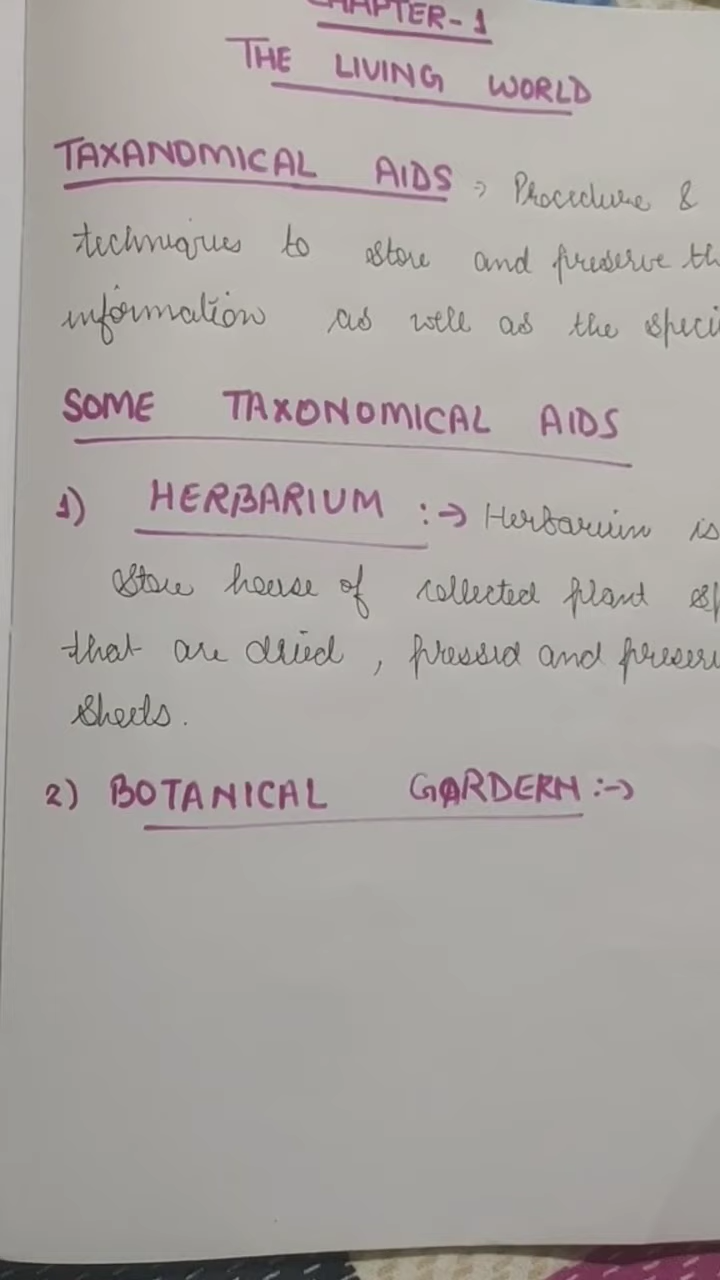 CHAPTER-1
THE LIVING WORLD
TAXANOMICAL AIDS → Procedure &
techniques to store and preserve th
information as well as the speci
SOME TAXONOMICAL AIDS
1) HERBARIUM :→ Herbarium is
store house of collected plant sp
that are dried, pressed and preser
sheets.
2) BOTANICAL GARDERN :→